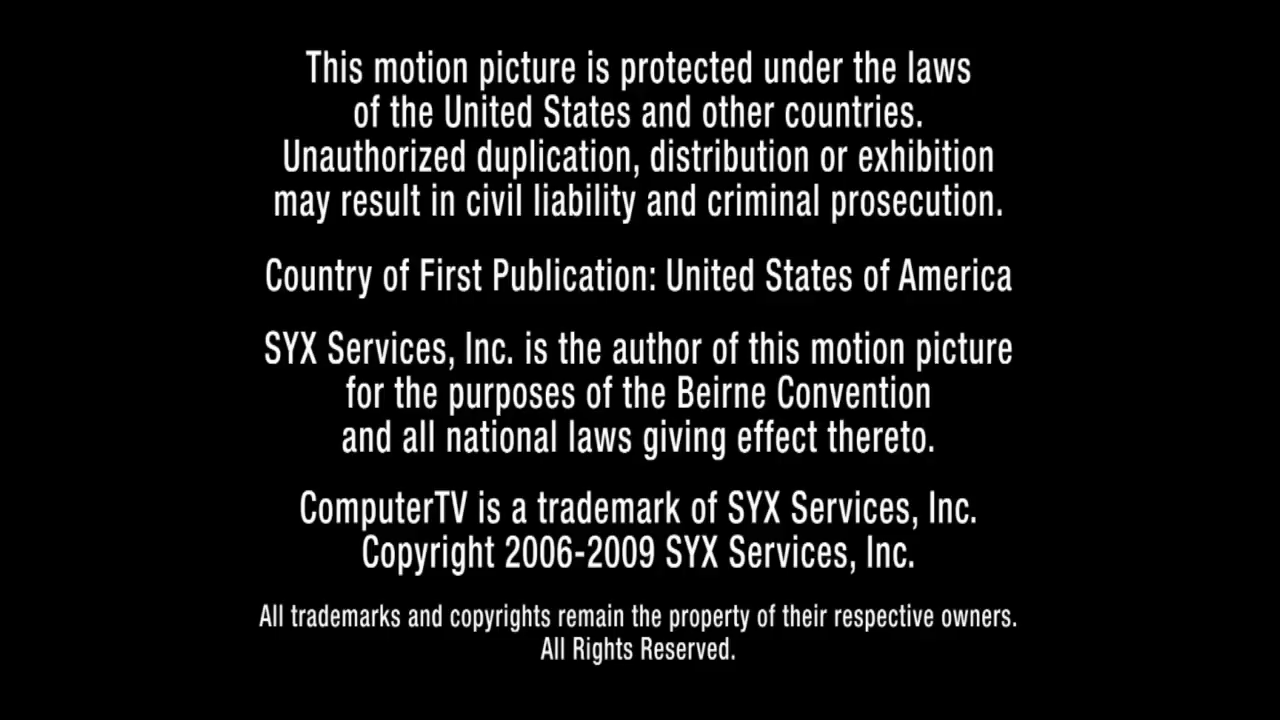 This motion picture is protected under the laws
of the United States and other countries.
Unauthorized duplication, distribution or exhibition
may result in civil liability and criminal prosecution.
Country of First Publication: United States of America
SYX Services, Inc. is the author of this motion picture
for the purposes of the Beirne Convention
and all national laws giving effect thereto.
ComputerTV is a trademark of SYX Services, Inc.
Copyright 2006-2009 SYX Services, Inc.
All trademarks and copyrights remain the property of their respective owners.
All Rights Reserved.